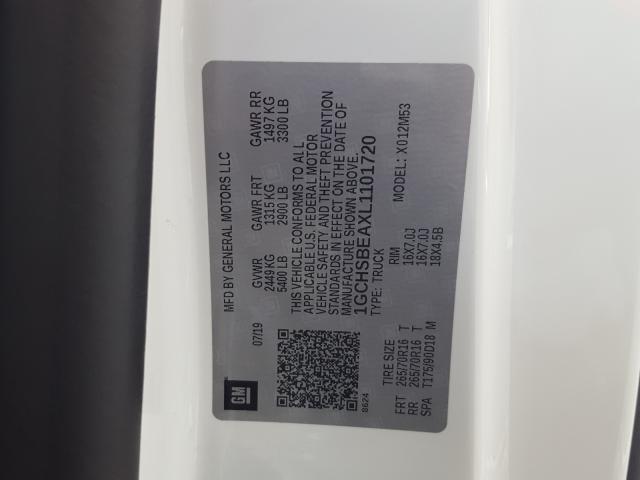 GM
07/19
MFD BY GENERAL MOTORS LLC
GVWR GAWR FRT GAWR RR
2449 KG 1315 KG 1497 KG
5400 LB 2900 LB 3300 LB
THIS VEHICLE CONFORMS TO ALL
APPLICABLE U.S. FEDERAL MOTOR
VEHICLE SAFETY AND THEFT PREVENTION
STANDARDS IN EFFECT ON THE DATE OF
MANUFACTURE SHOWN ABOVE.
1GCHSBEAXL1101720
8624
TYPE: TRUCK MODEL: X012M53
TIRE SIZE RIM
FRT 265/70R16 T 16X7.0J
RR 265/70R16 T 16X7.0J
SPA T175/90D18 M 18X4.5B